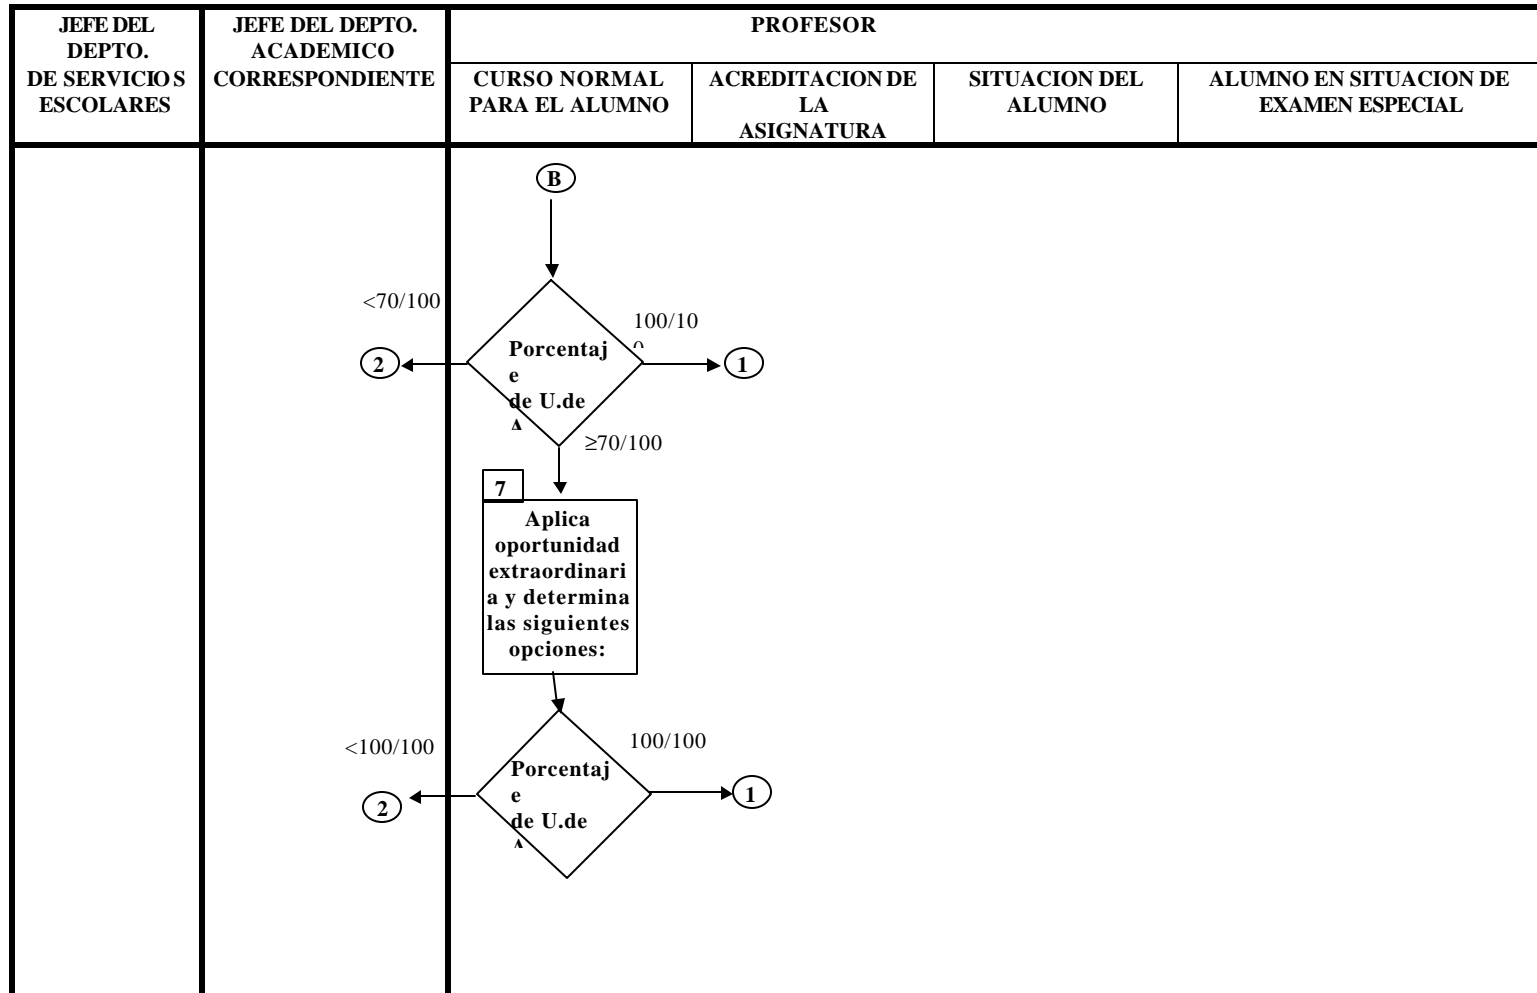 JEFE DEL
DEPTO.
DE SERVICIOS
ESCOLARES
JEFE DEL DEPTO.
ACADEMICO
CORRESPONDIENTE
PROFESOR
CURSO NORMAL
PARA EL ALUMNO
ACREDITACION DE
LA
ASIGNATURA
SITUACION DEL
ALUMNO
ALUMNO EN SITUACION DE
EXAMEN ESPECIAL
B
<70/100
100/10
0
2
Porcentaj
e
de U.de
A
1
≥70/100
7
Aplica
oportunidad
extraordinari
a y determina
las siguientes
opciones:
<100/100
100/100
2
Porcentaj
e
de U.de
A
1